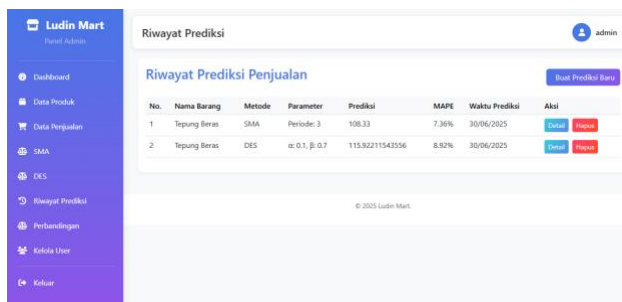 Ludin Mart
Panel Admin
Dashboard
Data Produk
Data Penjualan
SMA
DES
Riwayat Prediksi
Perbandingan
Kelola User
Keluar
Riwayat Prediksi
admin
Riwayat Prediksi Penjualan
Buat Prediksi Baru
No. Nama Barang Metode Parameter Prediksi MAPE Waktu Prediksi Aksi
1 Tepung Beras SMA Periode: 3 108.33 7.36% 30/06/2025 Detail Hapus
2 Tepung Beras DES α: 0.1, β: 0.7 115.92211543556 8.92% 30/06/2025 Detail Hapus
© 2025 Ludin Mart.